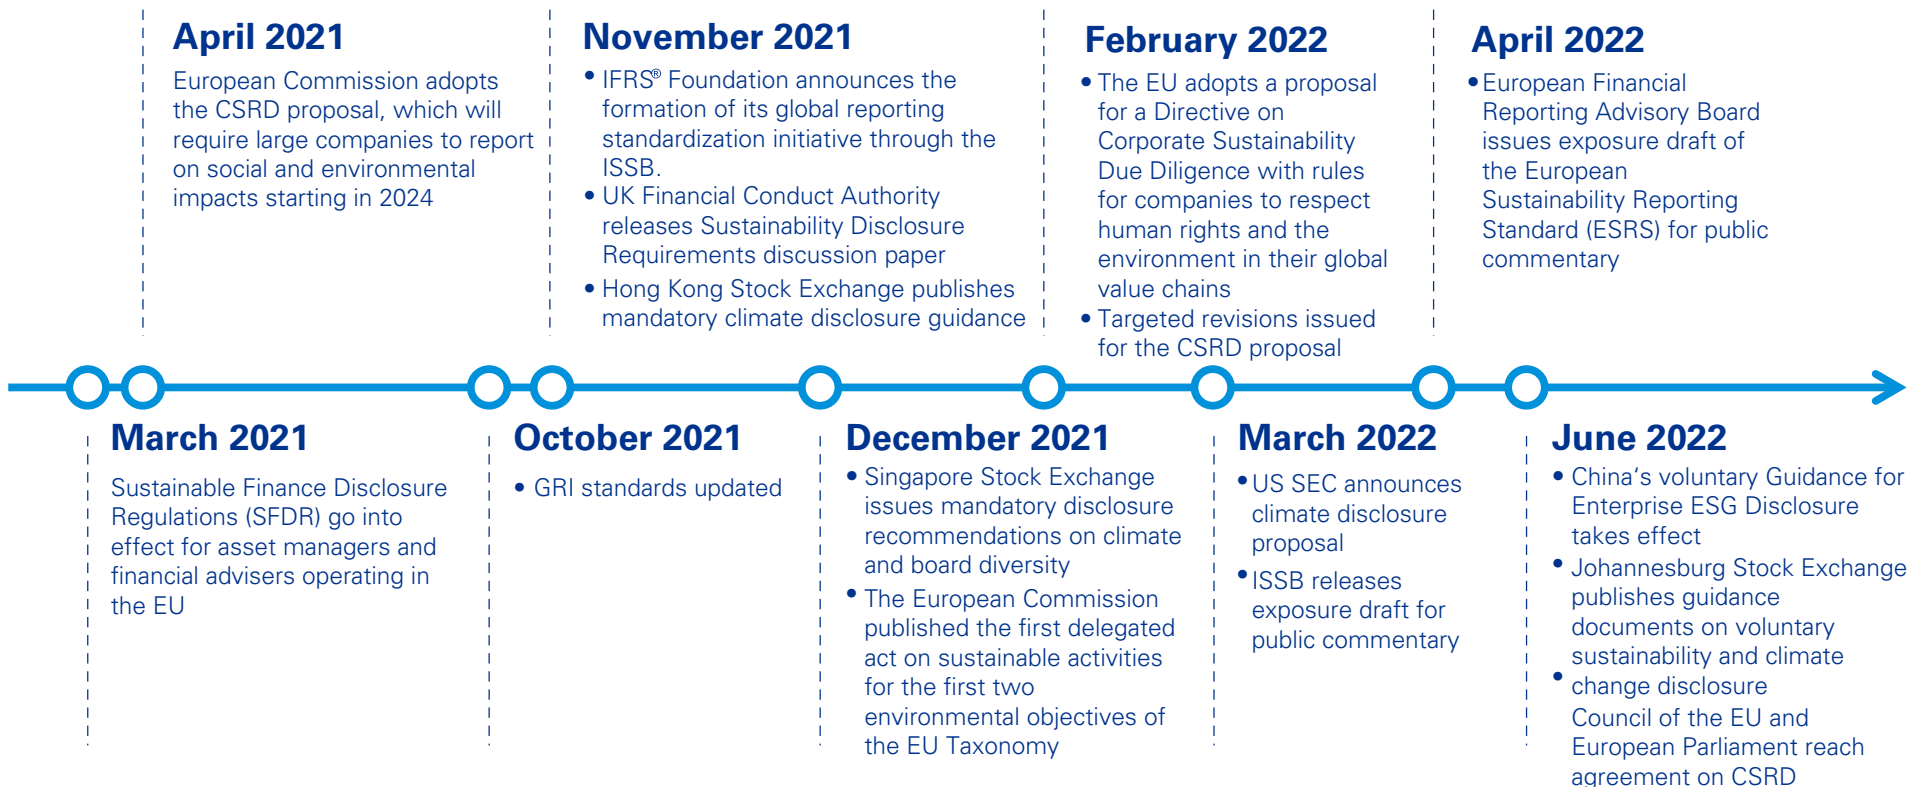 April 2021
European Commission adopts
the CSRD proposal, which will
require large companies to report
on social and environmental
impacts starting in 2024
November 2021
• IFRS® Foundation announces the
formation of its global reporting
standardization initiative through the
ISSB.
• UK Financial Conduct Authority
releases Sustainability Disclosure
Requirements discussion paper
• Hong Kong Stock Exchange publishes
mandatory climate disclosure guidance
February 2022
• The EU adopts a proposal
for a Directive on
Corporate Sustainability
Due Diligence with rules
for companies to respect
human rights and the
environment in their global
value chains
• Targeted revisions issued
for the CSRD proposal
April 2022
• European Financial
Reporting Advisory Board
issues exposure draft of
the European
Sustainability Reporting
Standard (ESRS) for public
commentary
March 2021
Sustainable Finance Disclosure
Regulations (SFDR) go into
effect for asset managers and
financial advisers operating in
the EU
October 2021
• GRI standards updated
December 2021
• Singapore Stock Exchange
issues mandatory disclosure
recommendations on climate
and board diversity
• The European Commission
published the first delegated
act on sustainable activities
for the first two
environmental objectives of
the EU Taxonomy
March 2022
• US SEC announces
climate disclosure
proposal
• ISSB releases
exposure draft for
public commentary
June 2022
• China‘s voluntary Guidance for
Enterprise ESG Disclosure
takes effect
• Johannesburg Stock Exchange
publishes guidance
documents on voluntary
sustainability and climate
• change disclosure
Council of the EU and
European Parliament reach
agreement on CSRD